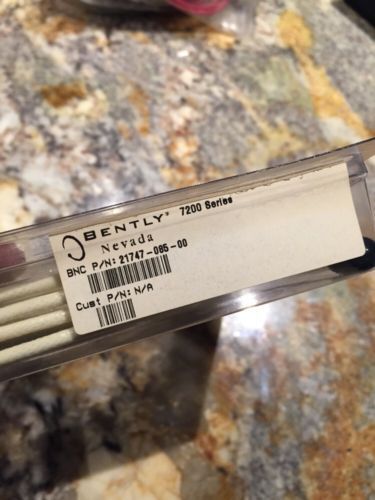 BENTLY® 7200 Series
Nevada
BNC P/N: 21747-085-00
Cust P/N: N/A